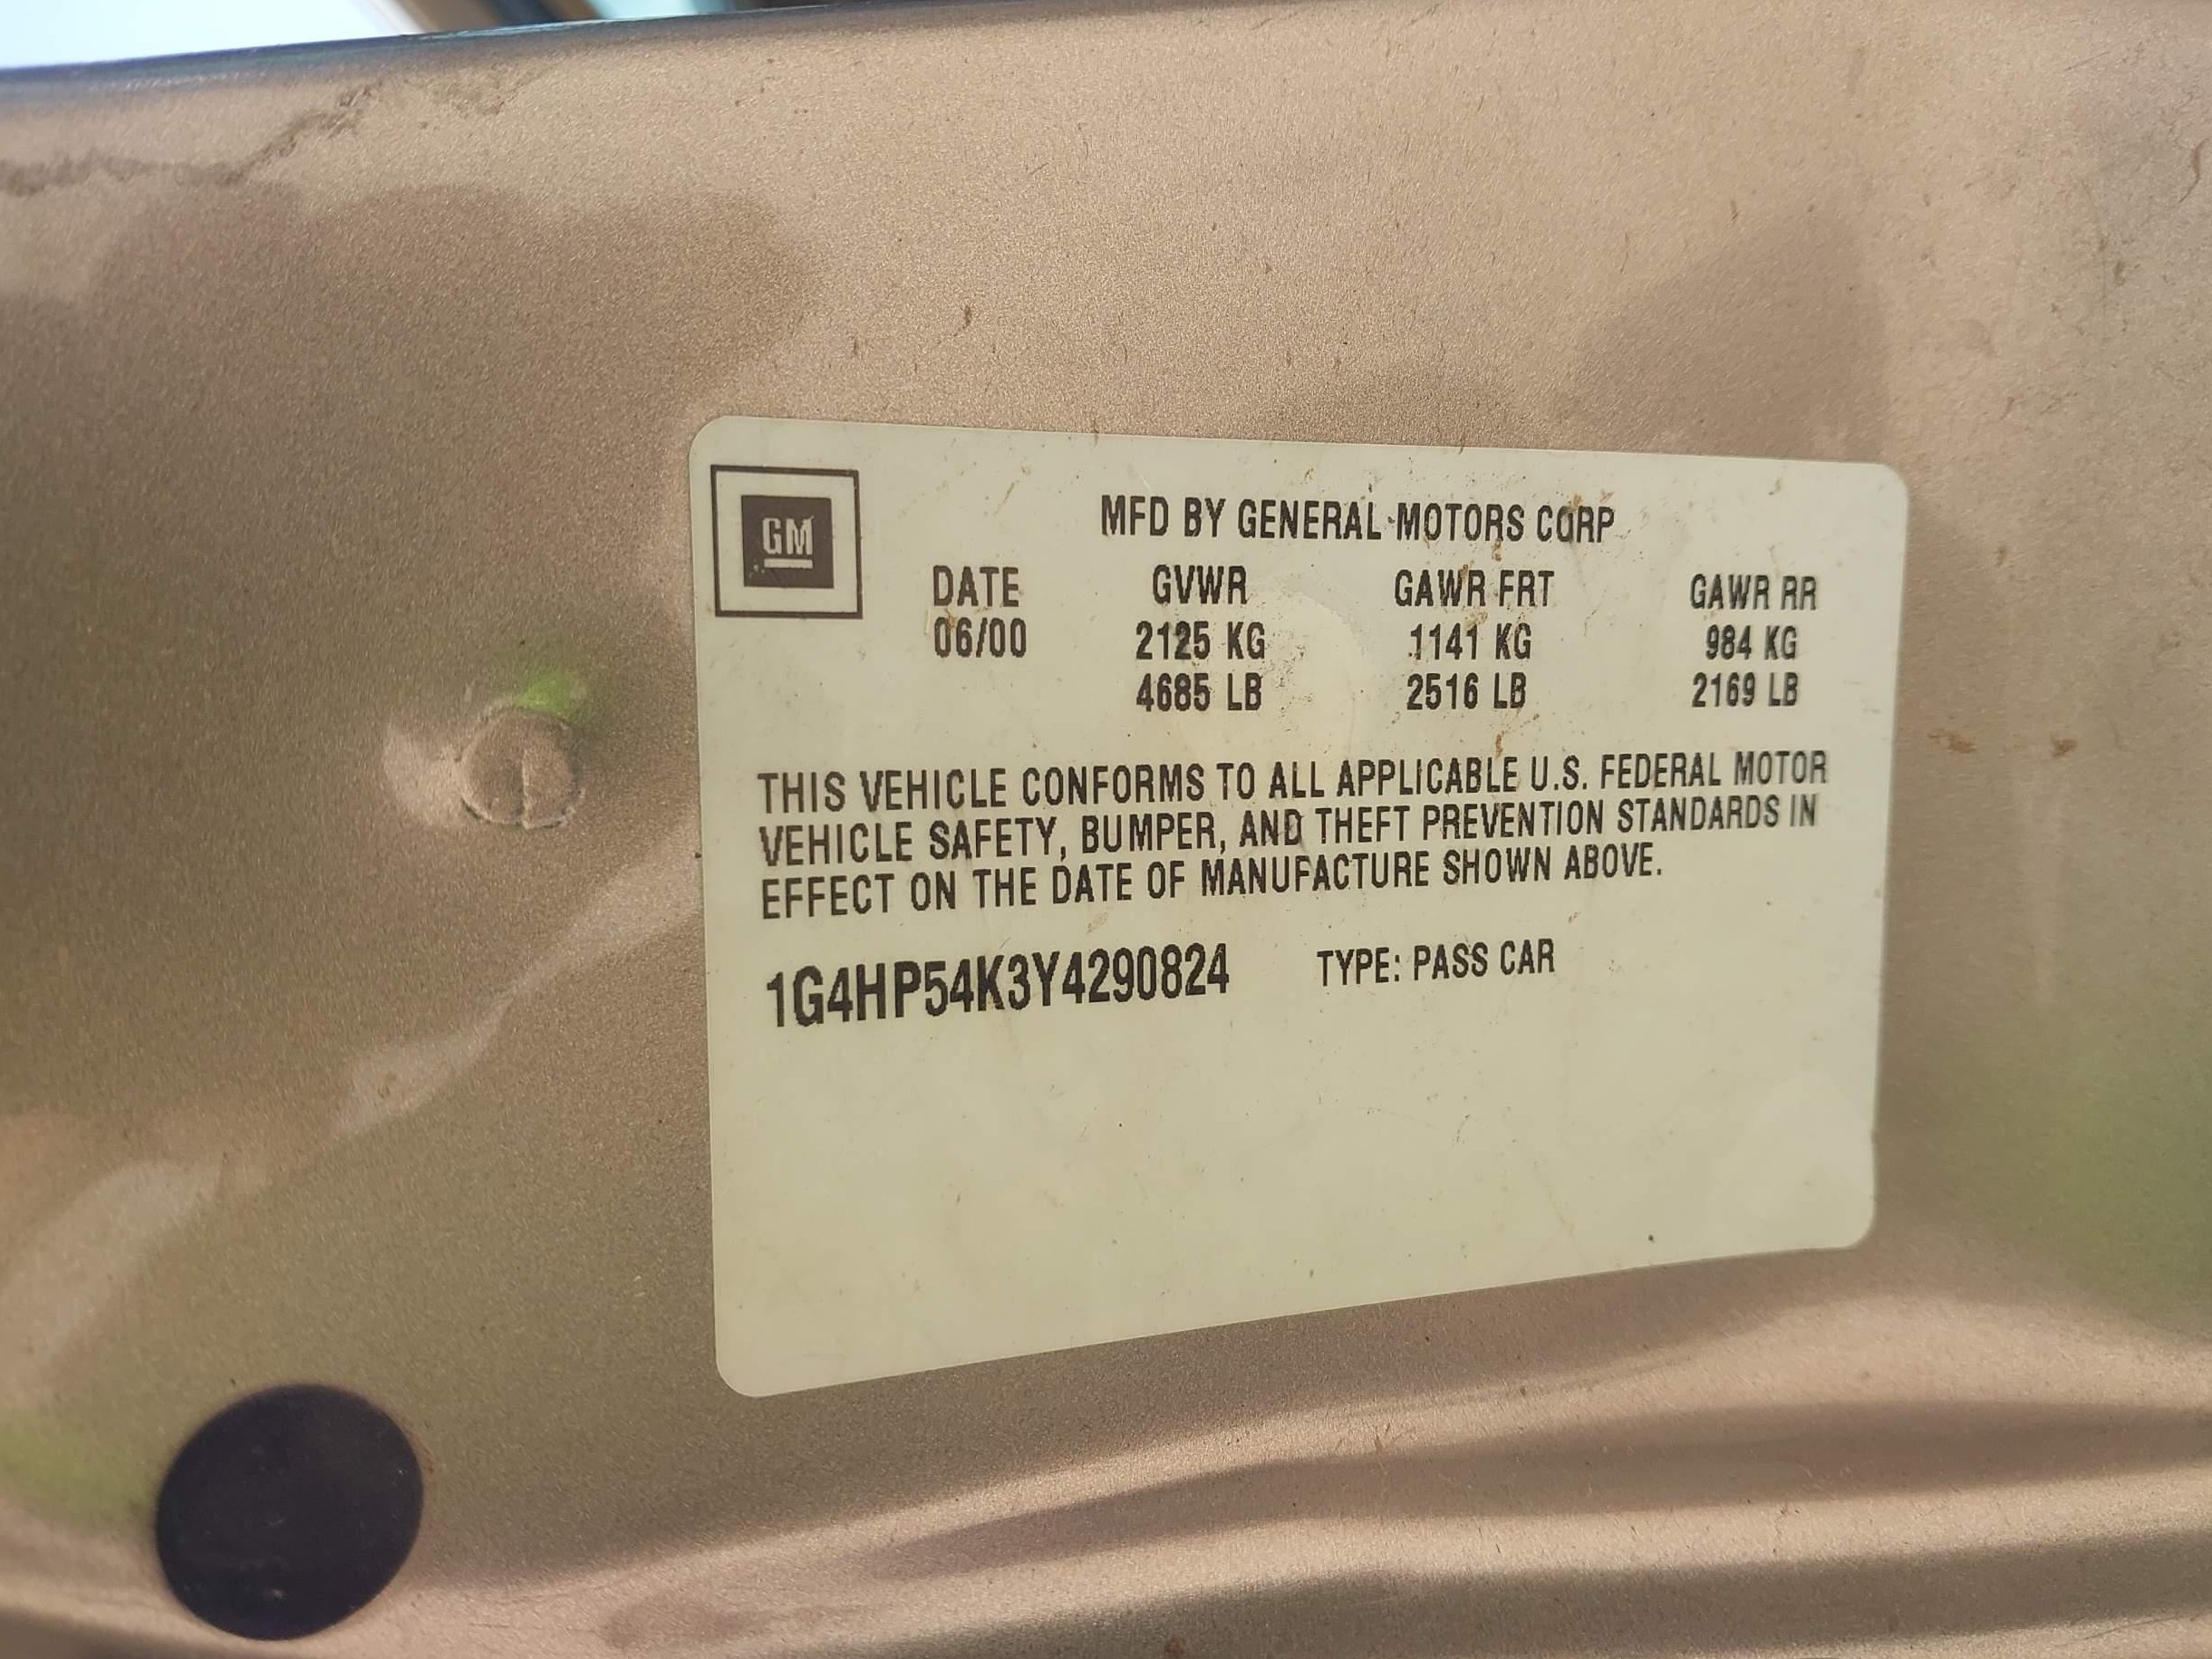 GM
MFD BY GENERAL MOTORS CORP
DATE GVWR GAWR FRT GAWR RR
06/00 2125 KG 1141 KG 984 KG
4685 LB 2516 LB 2169 LB
THIS VEHICLE CONFORMS TO ALL APPLICABLE U.S. FEDERAL MOTOR
VEHICLE SAFETY, BUMPER, AND THEFT PREVENTION STANDARDS IN
EFFECT ON THE DATE OF MANUFACTURE SHOWN ABOVE.
1G4HP54K3Y4290824 TYPE: PASS CAR